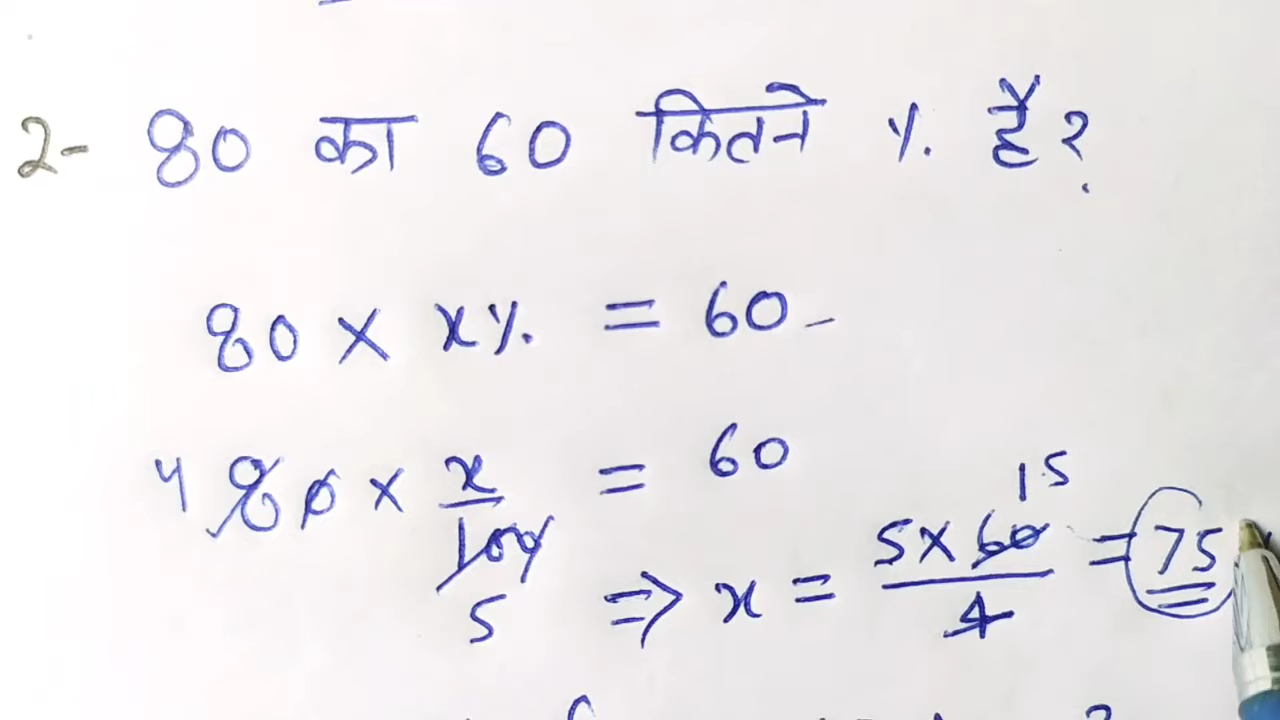 2- 80 का 60 कितने % है?
80 × x% = 60 -
4 80 × x/100 = 60
5 ⇒ x = 5×60/4 = 75
15